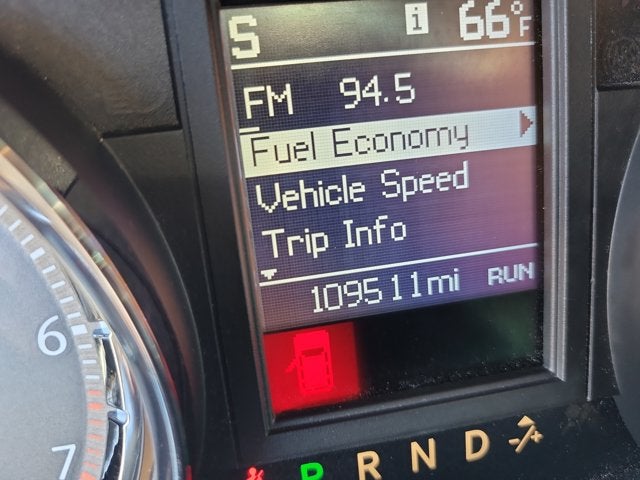 S i 66°F
FM 94.5
Fuel Economy
Vehicle Speed
Trip Info
109511mi RUN
6
7
P R N D